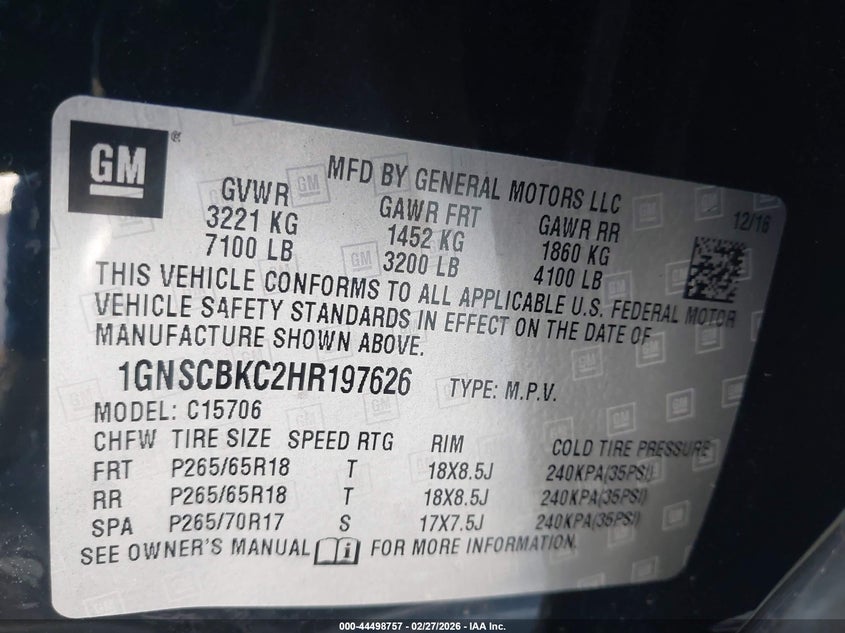 GM
MFD BY GENERAL MOTORS LLC
12/16
GVWR GAWR FRT GAWR RR
3221 KG 1452 KG 1860 KG
7100 LB 3200 LB 4100 LB
THIS VEHICLE CONFORMS TO ALL APPLICABLE U.S. FEDERAL MOTOR
VEHICLE SAFETY STANDARDS IN EFFECT ON THE DATE OF
MANUFACTURE SHOWN ABOVE.
1GNSCBKC2HR197626 TYPE: M.P.V.
MODEL: C15706
CHFW TIRE SIZE SPEED RTG RIM COLD TIRE PRESSURE
FRT P265/65R18 T 18X8.5J 240KPA(35PSI)
RR P265/65R18 T 18X8.5J 240KPA(35PSI)
SPA P265/70R17 S 17X7.5J 240KPA(35PSI)
SEE OWNER'S MANUAL FOR MORE INFORMATION.
000-44498757 - 02/27/2026 - IAA Inc.